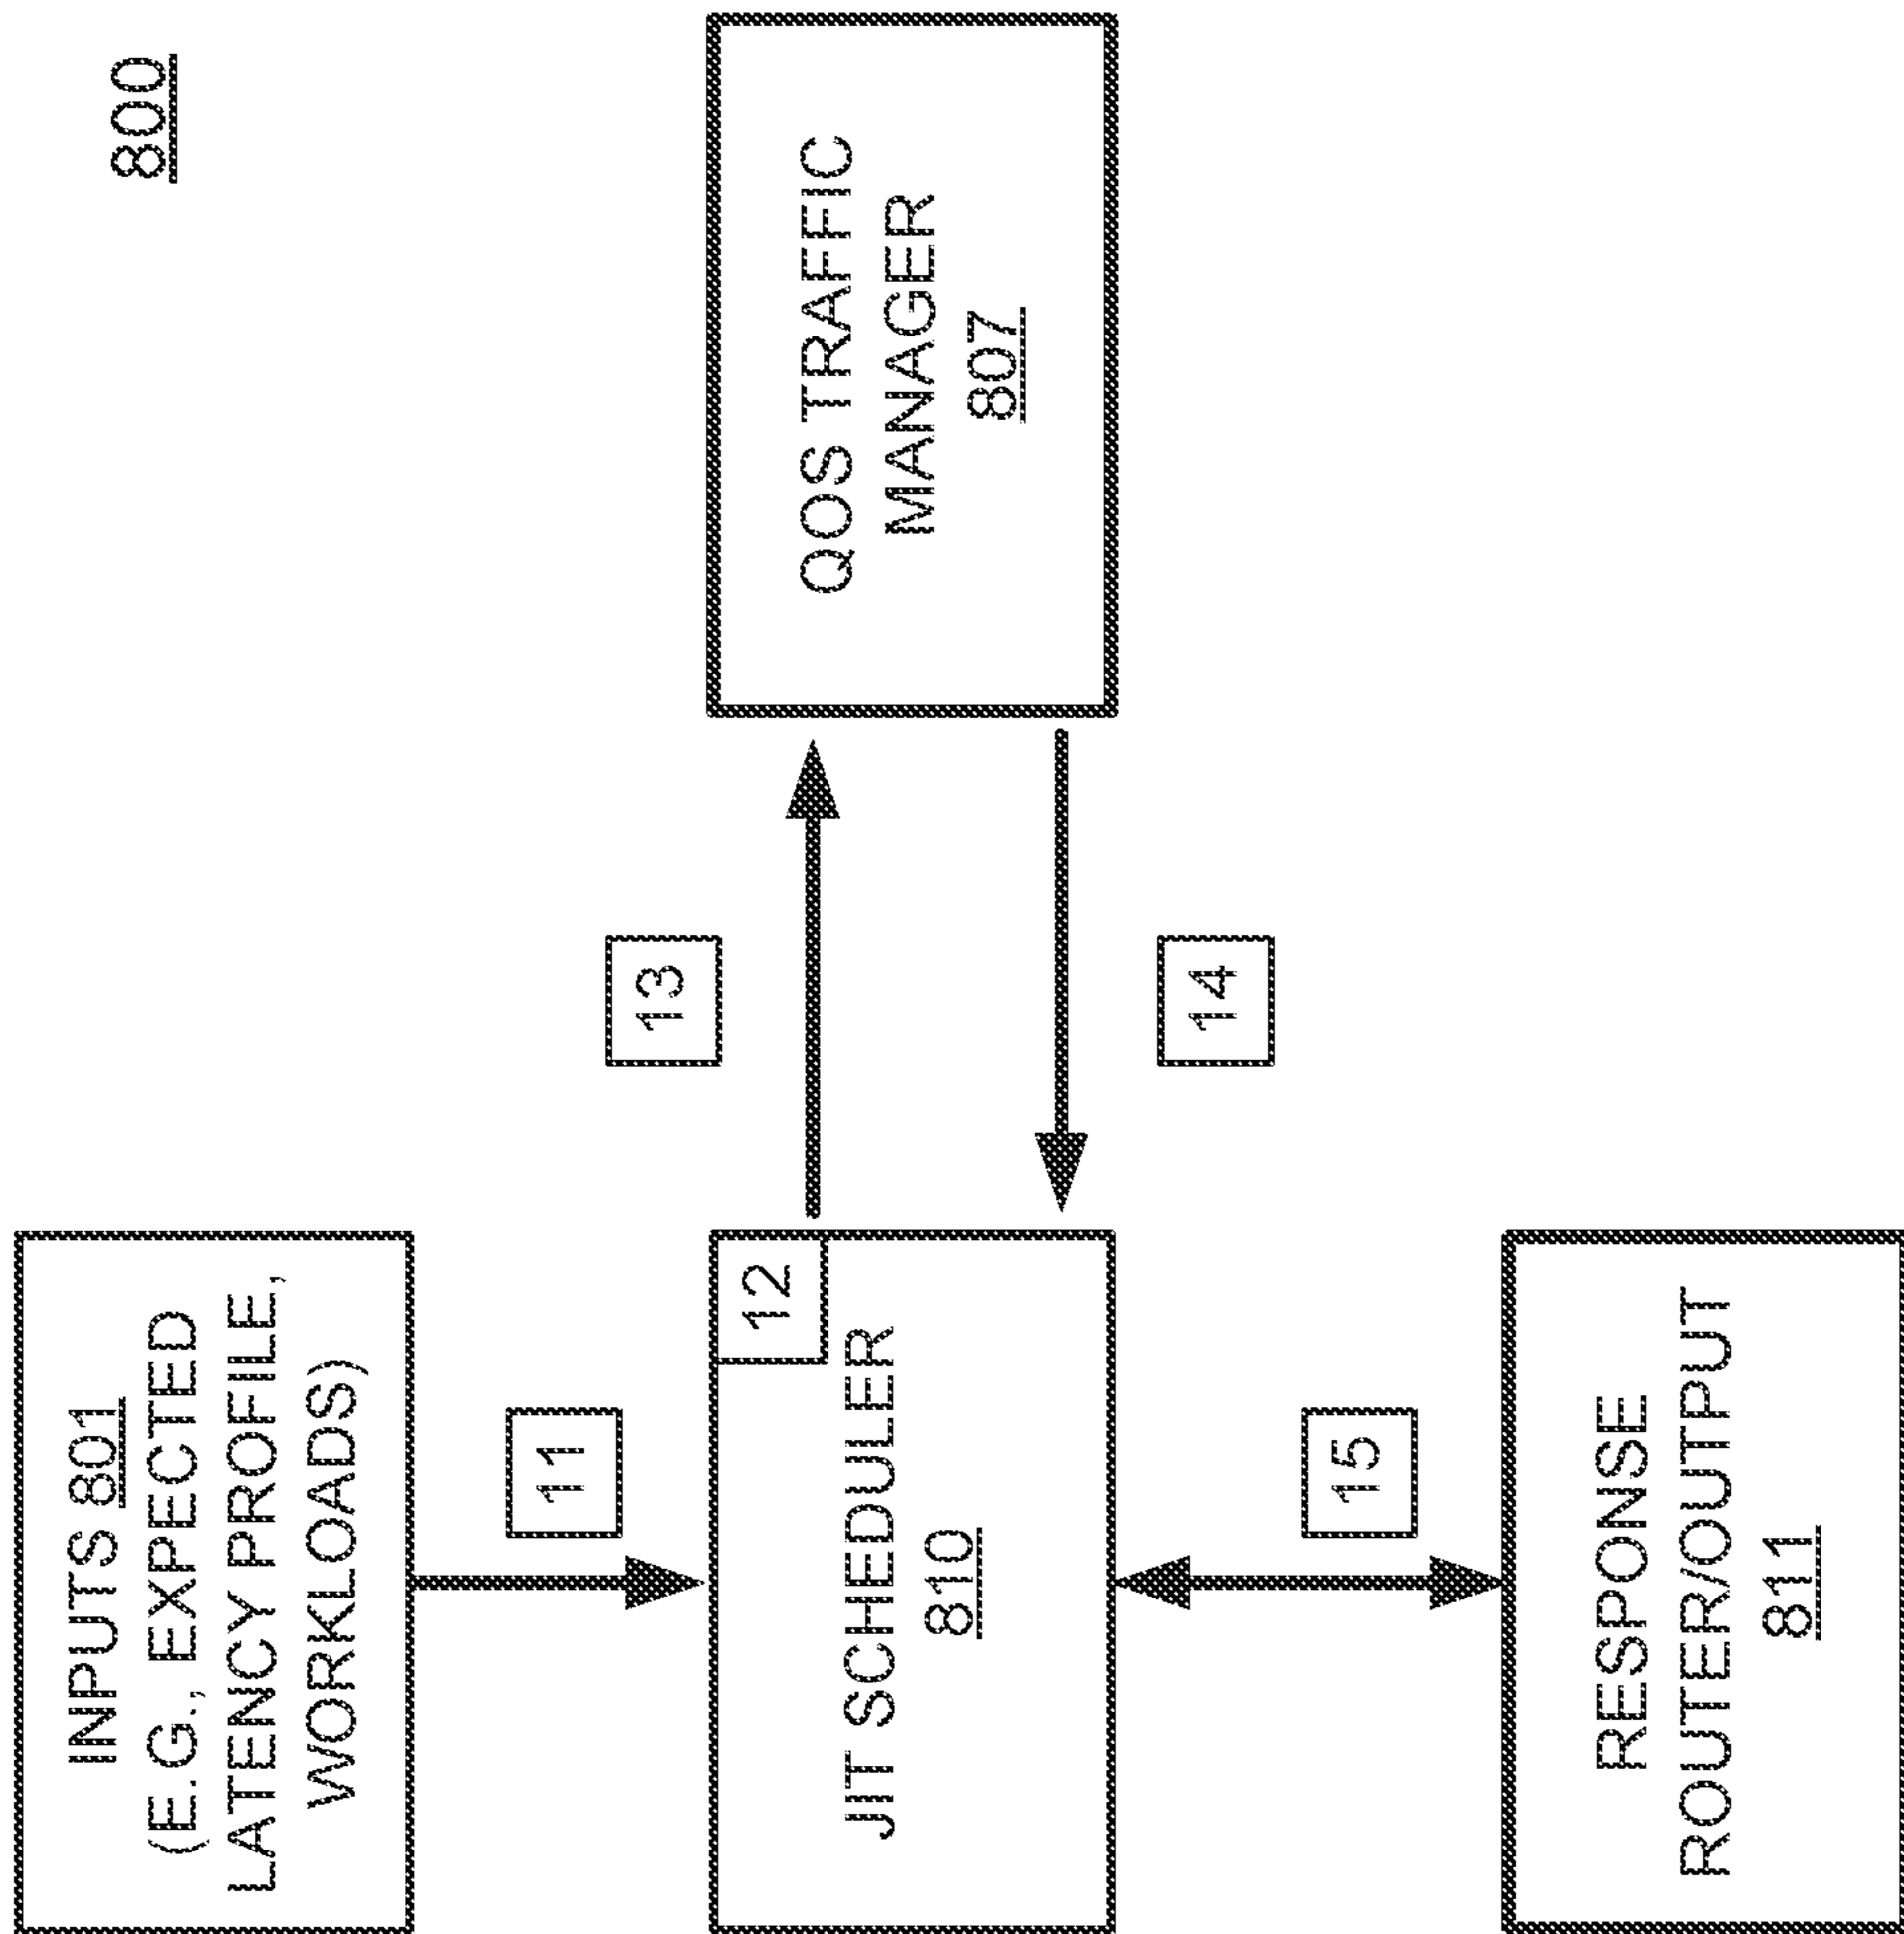 800
INPUTS 801
(E.G., EXPECTED
LATENCY PROFILE,
WORKLOADS)
11
12
JIT SCHEDULER
810
13
14
QOS TRAFFIC
MANAGER
807
15
RESPONSE
ROUTER/OUTPUT
811